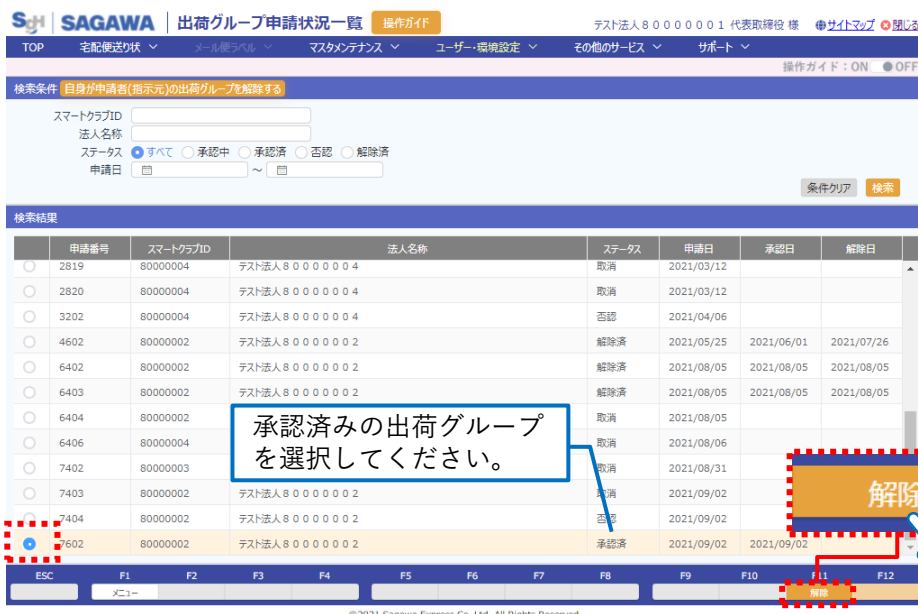 SGH SAGAWA 出荷グループ申請状況一覧 操作ガイド テスト法人80000001 代表取締役 様 サイトマップ 閉じる
TOP 宅配便送り状 メール便ラベル マスタメンテナンス ユーザー・環境設定 その他のサービス サポート
操作ガイド:ON OFF
検索条件 自身が申請者(指示元)の出荷グループを解除する
スマートクラブID
法人名称
ステータス すべて 承認中 承認済 否認 解除済
申請日 ~
条件クリア 検索
検索結果
申請番号 スマートクラブID 法人名称 ステータス 申請日 承認日 解除日
2819 80000004 テスト法人80000004 取消 2021/03/12
2820 80000004 テスト法人80000004 取消 2021/03/12
3202 80000004 テスト法人80000004 否認 2021/04/06
4602 80000002 テスト法人80000002 解除済 2021/05/25 2021/06/01 2021/07/26
6402 80000002 テスト法人80000002 解除済 2021/08/05 2021/08/05 2021/08/05
6403 80000002 テスト法人80000002 解除済 2021/08/05 2021/08/05 2021/08/05
6404 80000002 取消 2021/08/05
6406 80000004 取消 2021/08/06
7402 80000003 取消 2021/08/31
7403 80000002 テスト法人80000002 取消 2021/09/02
7404 80000002 テスト法人80000002 否認 2021/09/02
7602 80000002 テスト法人80000002 承認済 2021/09/02 2021/09/02
承認済みの出荷グループ
を選択してください。
解除
ESC F1 F2 F3 F4 F5 F6 F7 F8 F9 F10 F11 F12
メニュー 解除
©2021 Sagawa Express Co.,Ltd. All Rights Reserved